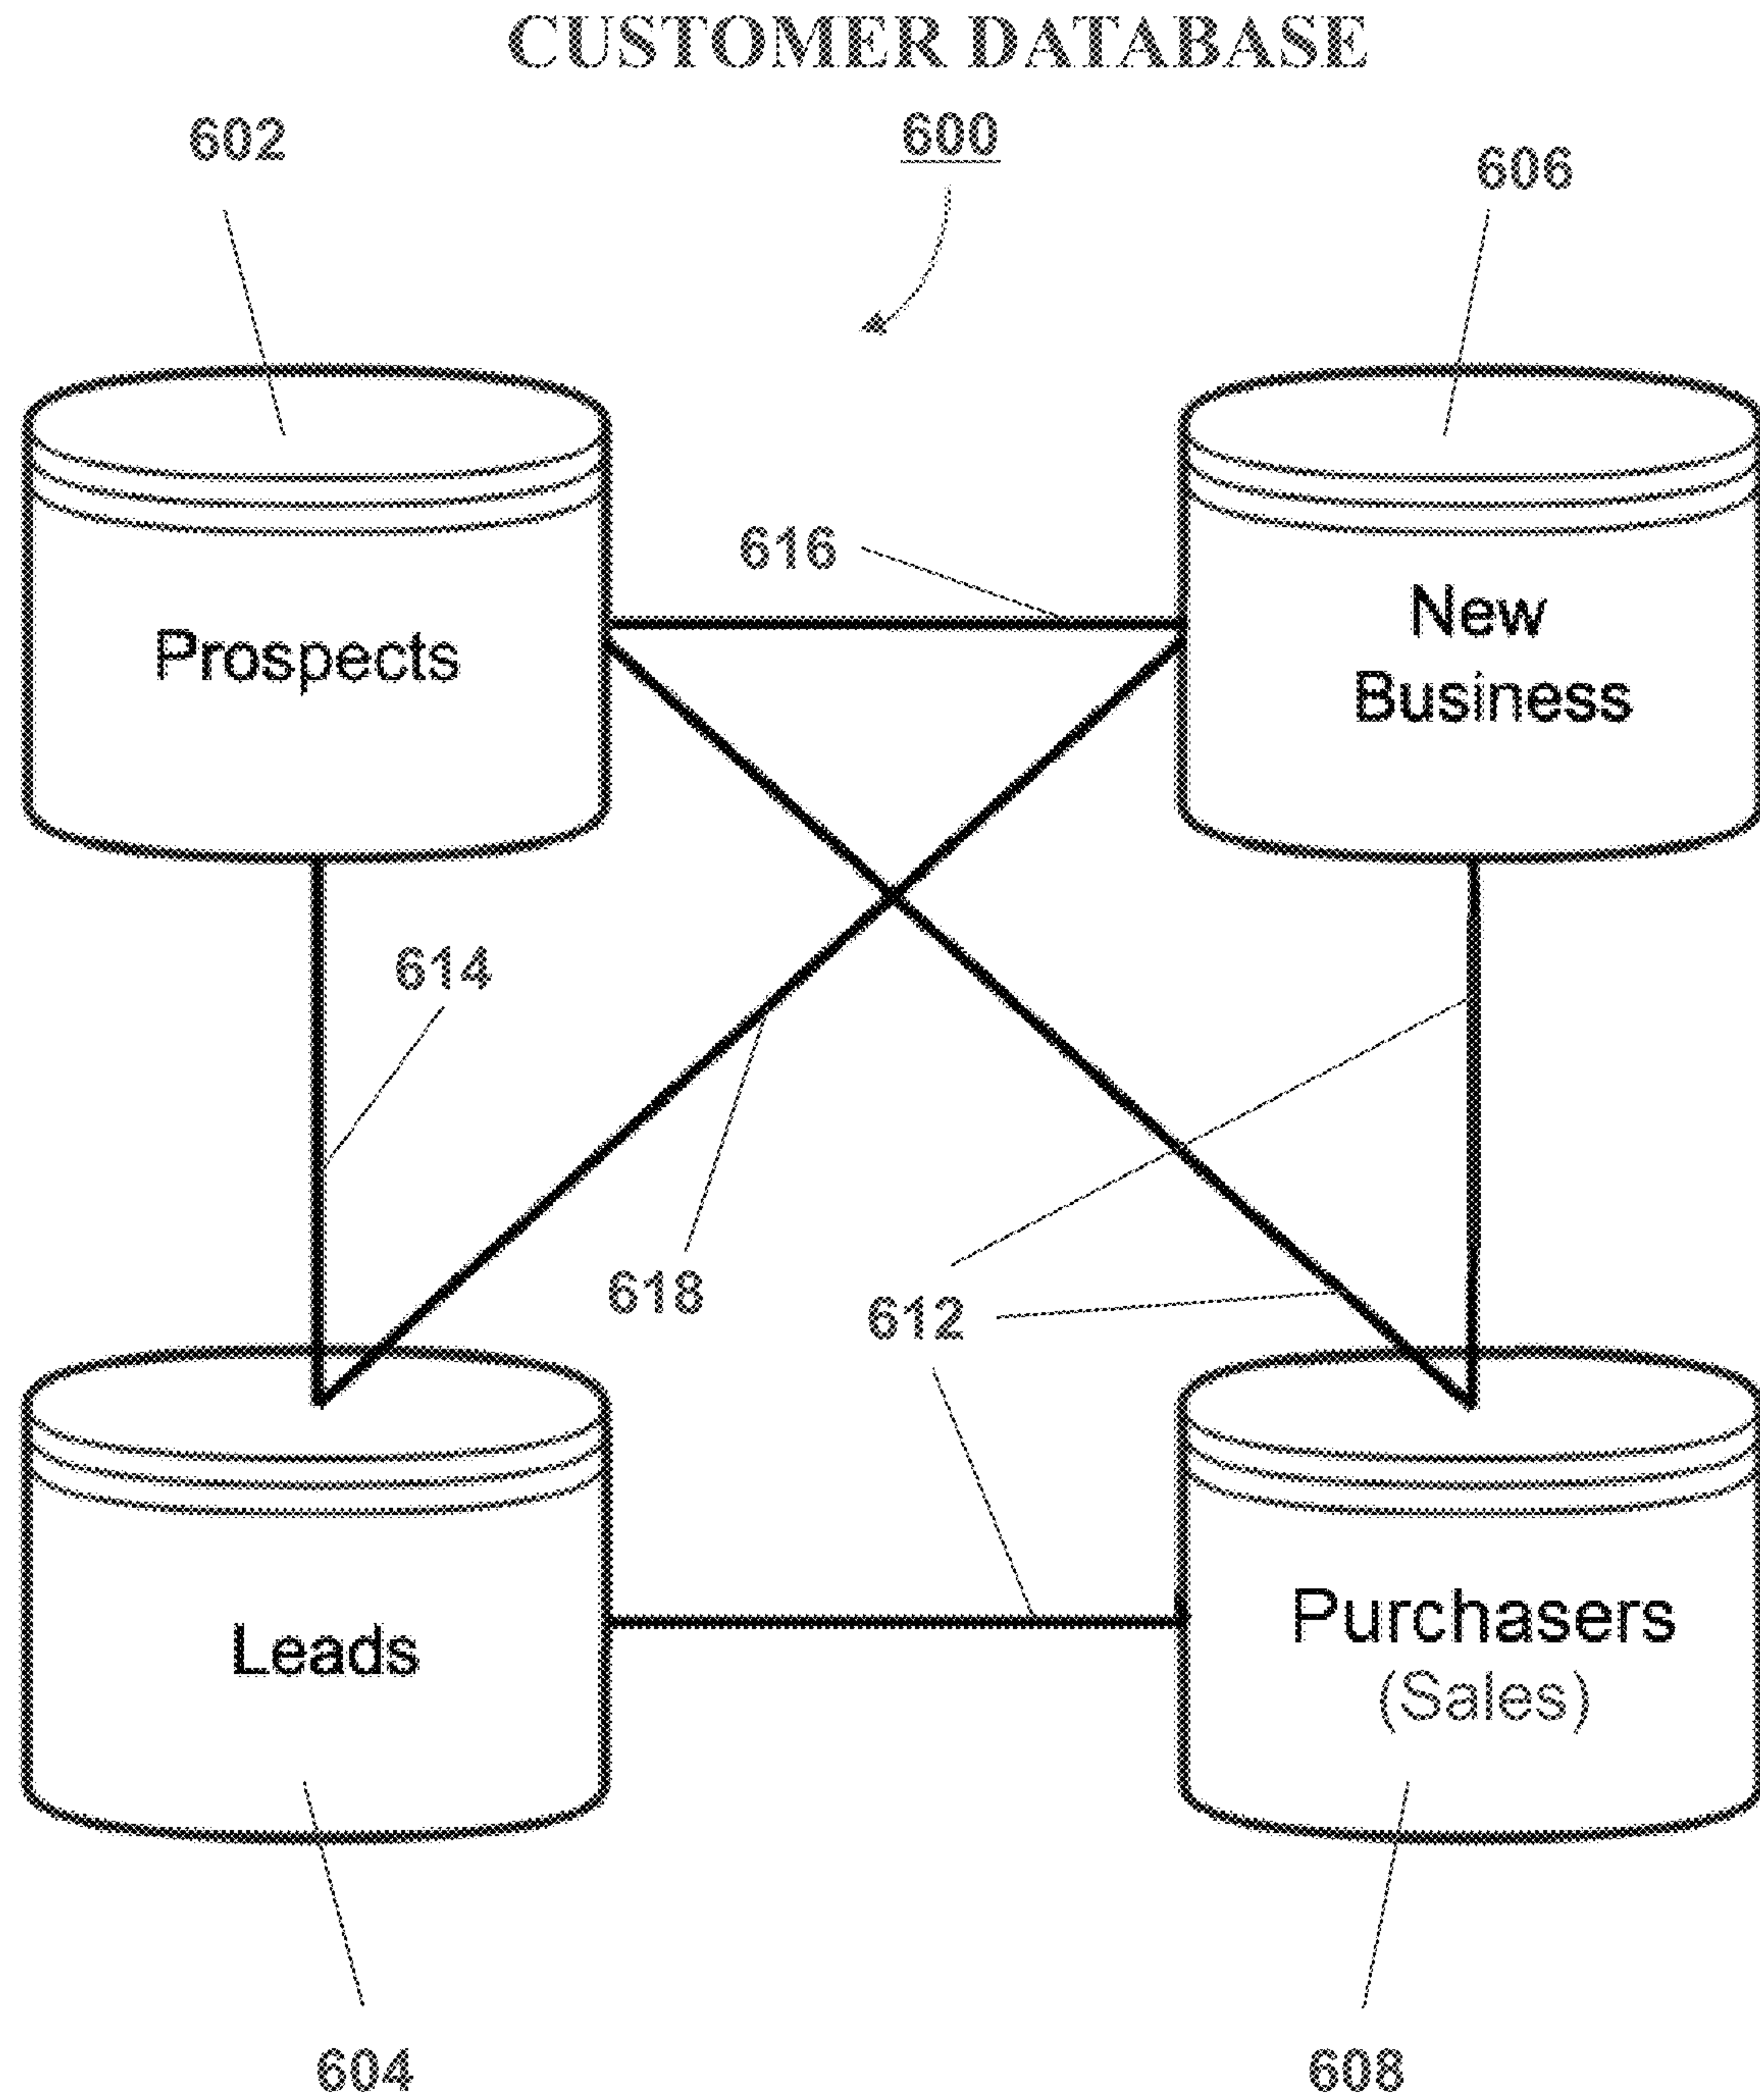 CUSTOMER DATABASE
602
600
606
616
Prospects
New
Business
614
618
612
Leads
Purchasers
(Sales)
604
608